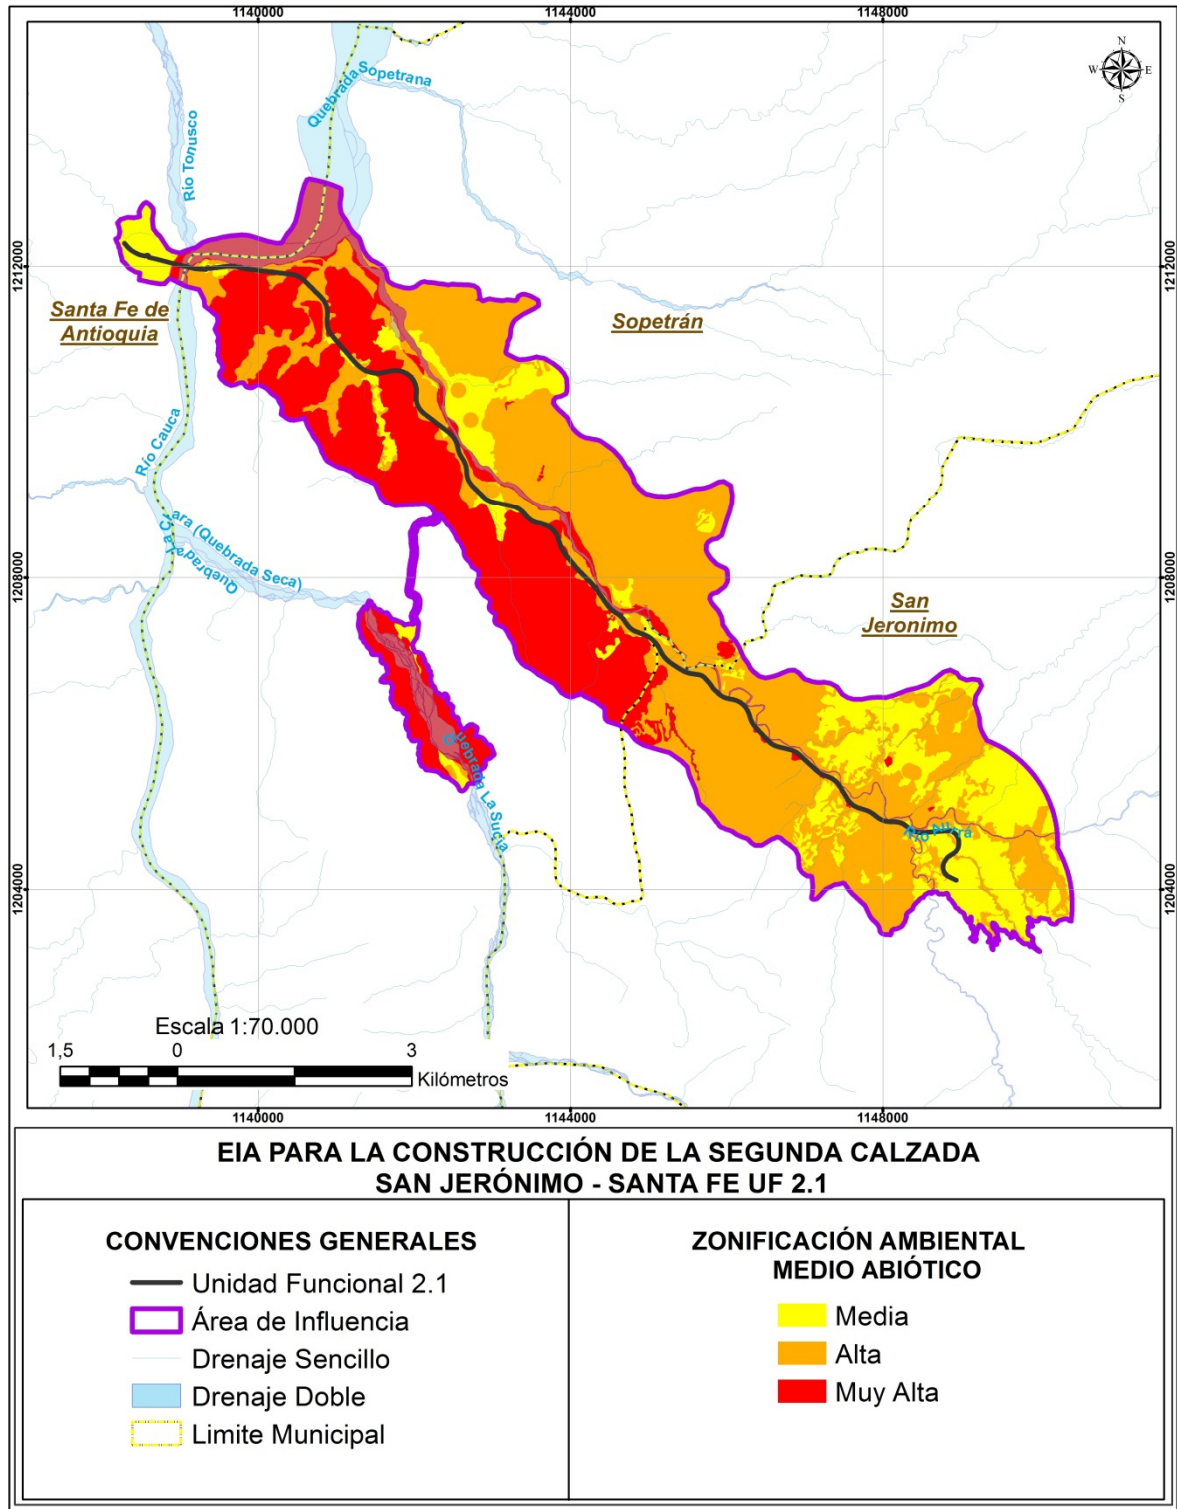 1140000
1144000
1148000
N
W
E
S
Quebrada Sopetrana
Río Tonusco
1212000
1212000
Santa Fe de
Antioquia
Sopetrán
Río Cauca
Quebrada
La Clara (Quebrada Seca)
1208000
1208000
San
Jeronimo
Quebrada La Sucia
Río
1204000
1204000
Escala 1:70.000
1,5
0
3
Kilómetros
1140000
1144000
1148000
EIA PARA LA CONSTRUCCIÓN DE LA SEGUNDA CALZADA
SAN JERÓNIMO - SANTA FE UF 2.1
CONVENCIONES GENERALES
Unidad Funcional 2.1
Área de Influencia
Drenaje Sencillo
Drenaje Doble
Limite Municipal
ZONIFICACIÓN AMBIENTAL
MEDIO ABIÓTICO
Media
Alta
Muy Alta